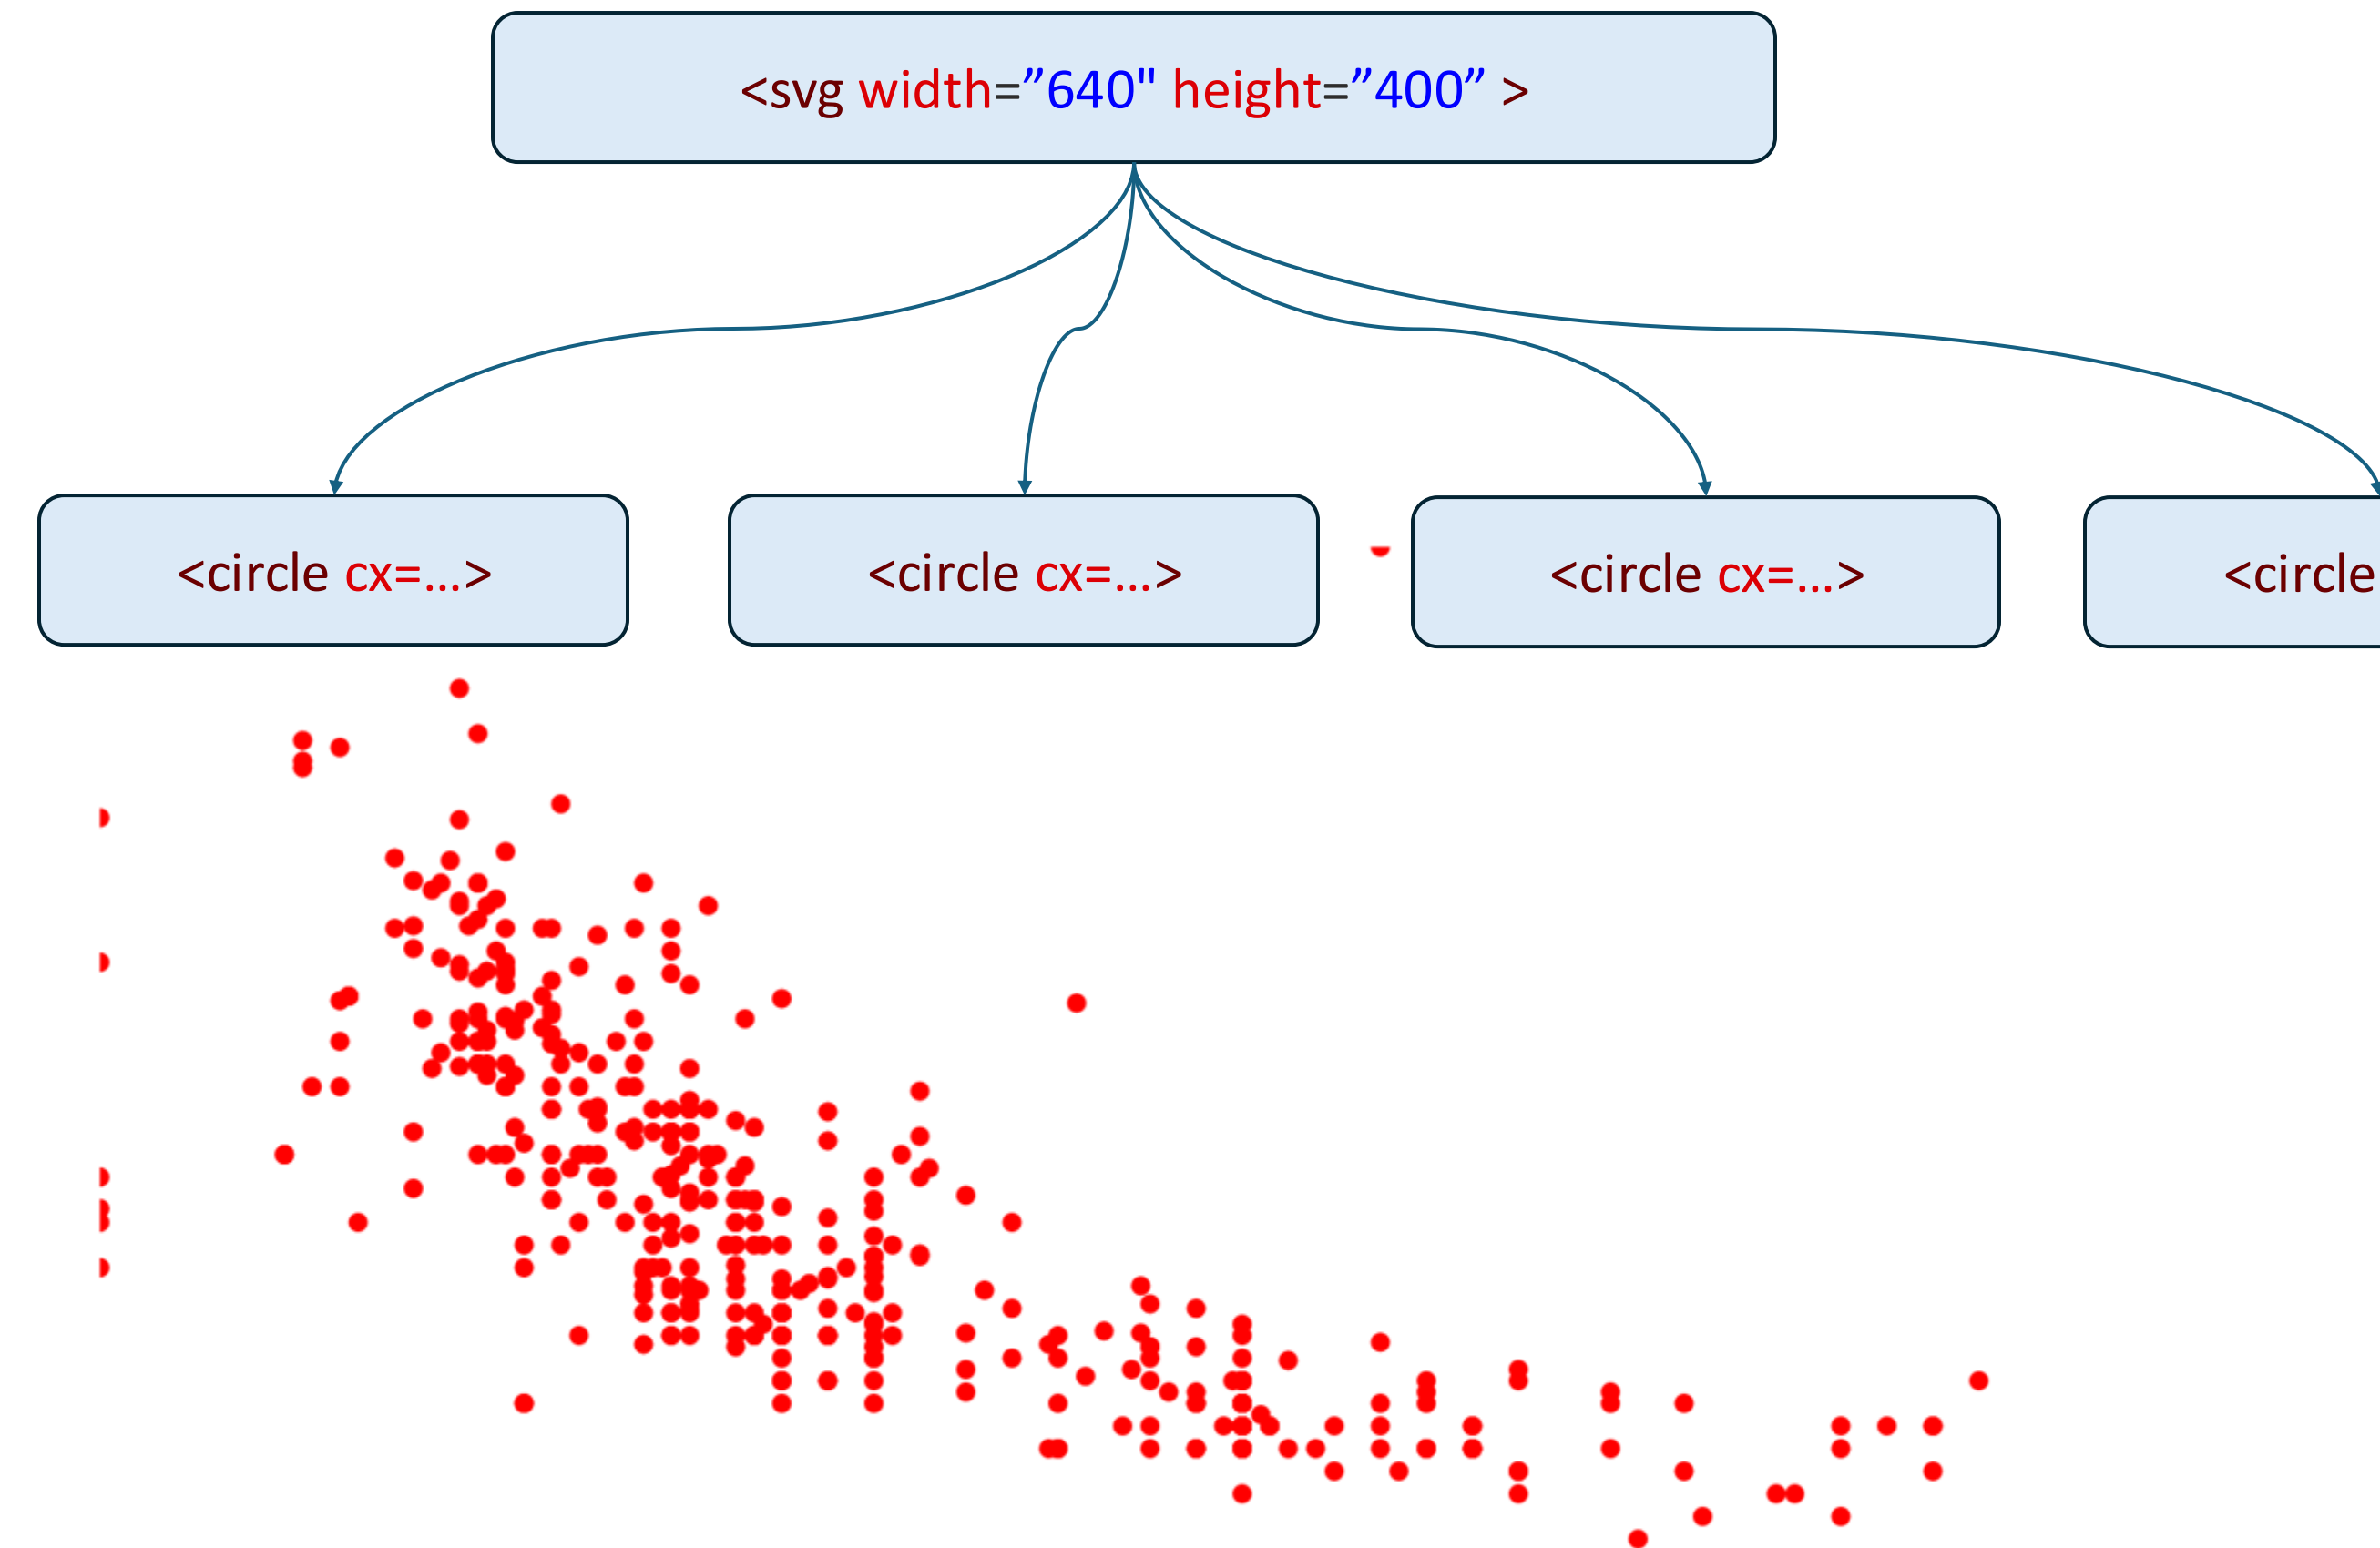 <svg width=”640" height=”400” >
<circle cx=...>
<circle cx=...>
<circle cx=...>
<circle